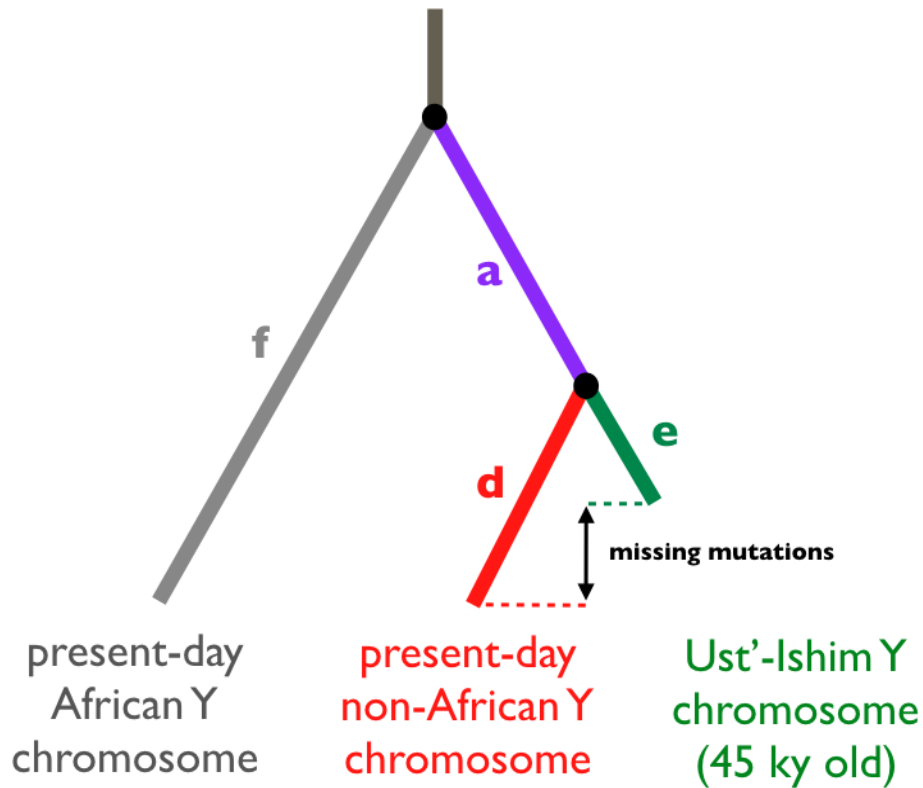 a
f
e
d
missing mutations
present-day
African Y
chromosome
present-day
non-African Y
chromosome
Ust'-Ishim Y
chromosome
(45 ky old)